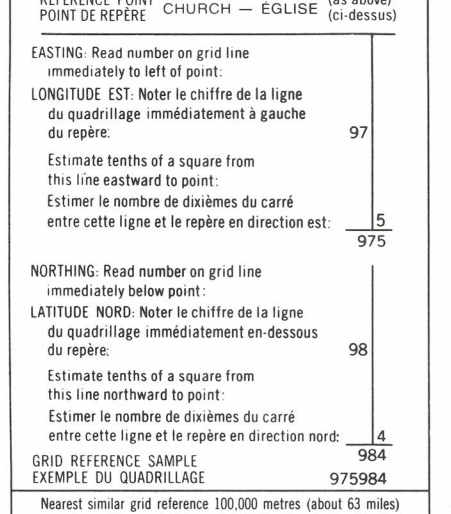 REFERENCE POINT CHURCH — ÉGLISE (as above)
POINT DE REPÈRE (ci-dessus)
EASTING: Read number on grid line
immediately to left of point:
LONGITUDE EST: Noter le chiffre de la ligne
du quadrillage immédiatement à gauche
du repère: 97
Estimate tenths of a square from
this line eastward to point:
Estimer le nombre de dixièmes du carré
entre cette ligne et le repère en direction est: 5
975
NORTHING: Read number on grid line
immediately below point:
LATITUDE NORD: Noter le chiffre de la ligne
du quadrillage immédiatement en-dessous
du repère: 98
Estimate tenths of a square from
this line northward to point:
Estimer le nombre de dixièmes du carré
entre cette ligne et le repère en direction nord: 4
GRID REFERENCE SAMPLE 984
EXEMPLE DU QUADRILLAGE 975984
Nearest similar grid reference 100,000 metres (about 63 miles)